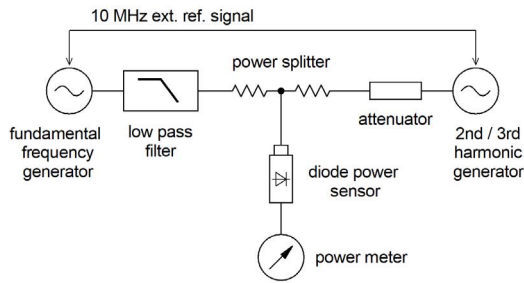 10 MHz ext. ref. signal
power splitter
fundamental
frequency
generator
low pass
filter
attenuator
2nd / 3rd
harmonic
generator
diode power
sensor
power meter